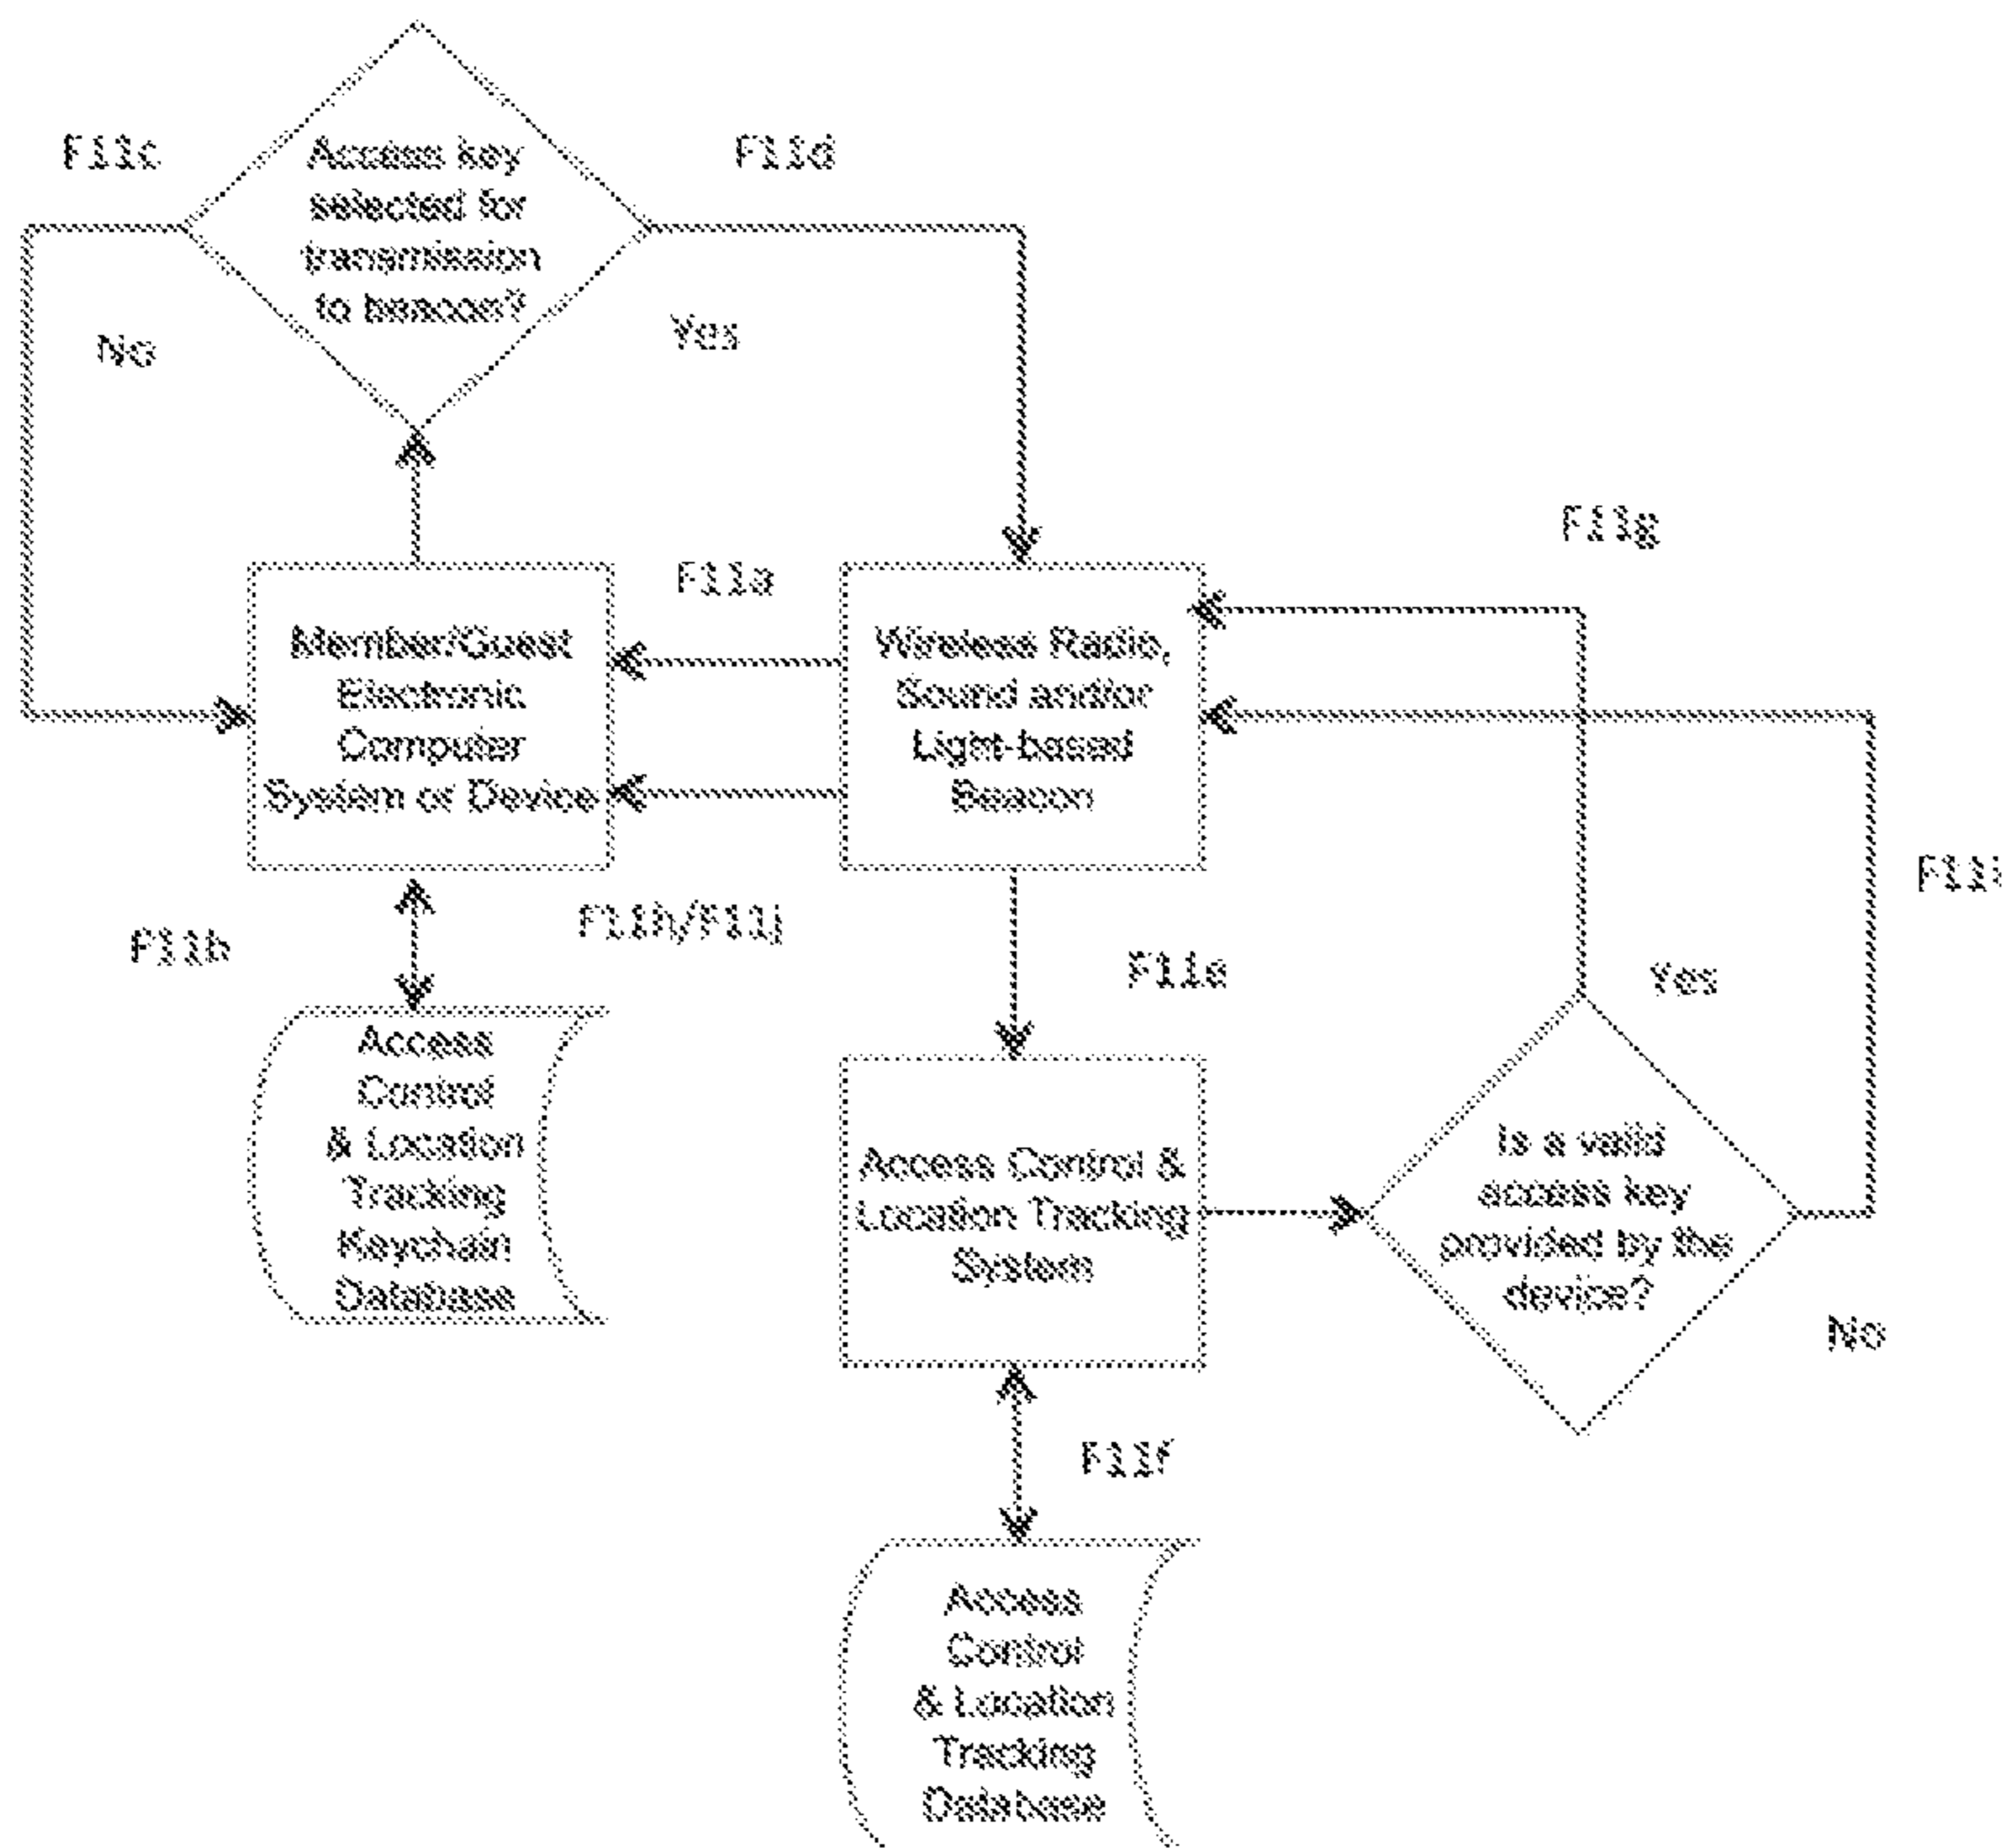 F11c
Access key
selected for
transmission
to beacon?
F11d
No
Yes
F11g
F11a
Member/Guest
Electronic
Computer
System or Device
Wireless Radio,
Sound and/or
Light-based
Beacon
F11i
F11b
F11h/F11j
F11e
Yes
Access
Control
& Location
Tracking
Keychain
Database
Access Control &
Location Tracking
System
Is a valid
access key
provided by the
device?
No
F11f
Access
Control
& Location
Tracking
Database